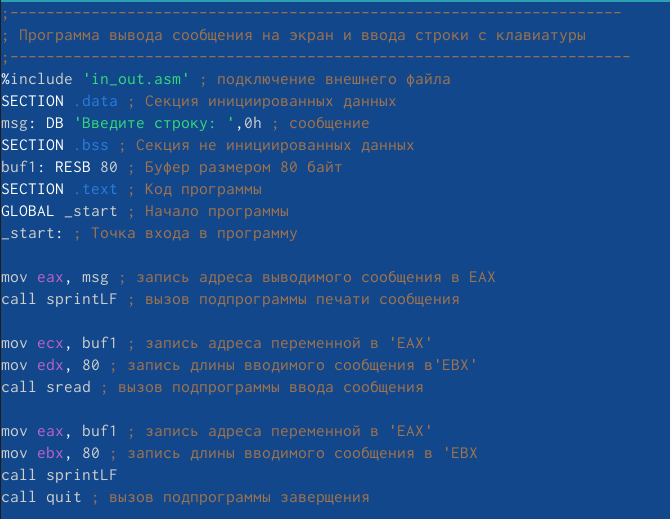 ;--------------------------------------------------------------------
; Программа вывода сообщения на экран и ввода строки с клавиатуры
;---------------------------------------------------------------------
%include 'in_out.asm' ; подключение внешнего файла
SECTION .data ; Секция инициированных данных
msg: DB 'Введите строку: ',0h ; сообщение
SECTION .bss ; Секция не инициированных данных
buf1: RESB 80 ; Буфер размером 80 байт
SECTION .text ; Код программы
GLOBAL _start ; Начало программы
_start: ; Точка входа в программу
mov eax, msg ; запись адреса выводимого сообщения в EAX
call sprintLF ; вызов подпрограммы печати сообщения
mov ecx, buf1 ; запись адреса переменной в 'EAX'
mov edx, 80 ; запись длины вводимого сообщения в'EBX'
call sread ; вызов подпрограммы ввода сообщения
mov eax, buf1 ; запись адреса переменной в 'EAX'
mov ebx, 80 ; запись длины вводимого сообщения в 'EBX
call sprintLF
call quit ; вызов подпрограммы заверщения